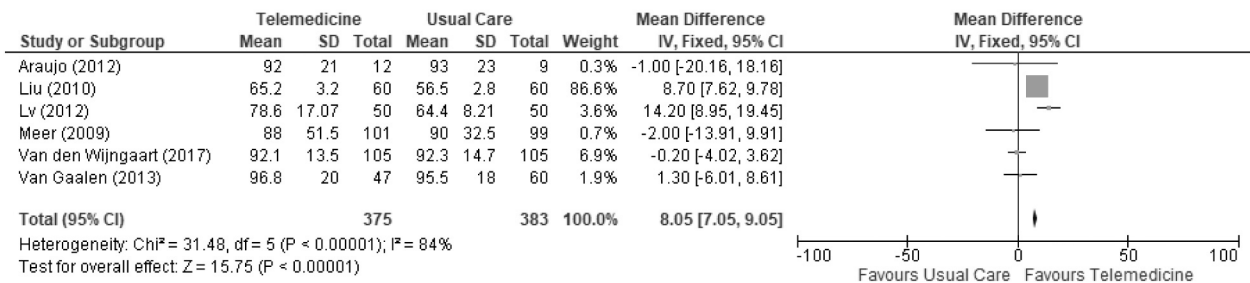 Telemedicine Usual Care Mean Difference Mean Difference
Study or Subgroup Mean SD Total Mean SD Total Weight IV, Fixed, 95% CI IV, Fixed, 95% CI
Araujo (2012) 92 21 12 93 23 9 0.3% -1.00 [-20.16, 18.16]
Liu (2010) 65.2 3.2 60 56.5 2.8 60 86.6% 8.70 [7.62, 9.78]
Lv (2012) 78.6 17.07 50 64.4 8.21 50 3.6% 14.20 [8.95, 19.45]
Meer (2009) 88 51.5 101 90 32.5 99 0.7% -2.00 [-13.91, 9.91]
Van den Wijngaart (2017) 92.1 13.5 105 92.3 14.7 105 6.9% -0.20 [-4.02, 3.62]
Van Gaalen (2013) 96.8 20 47 95.5 18 60 1.9% 1.30 [-6.01, 8.61]
Total (95% CI) 375 383 100.0% 8.05 [7.05, 9.05]
Heterogeneity: Chi² = 31.48, df = 5 (P < 0.00001); I² = 84%
Test for overall effect: Z = 15.75 (P < 0.00001)
-100 -50 0 50 100
Favours Usual Care Favours Telemedicine